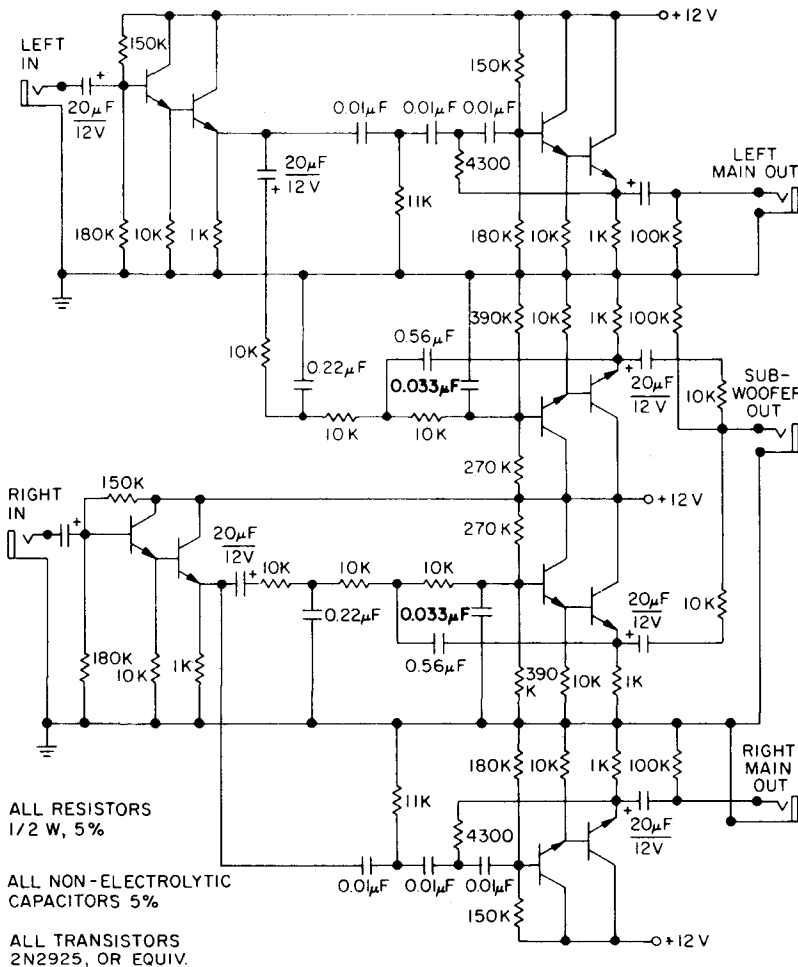 +12V
LEFT
IN
150K
150K
20μF
12V
0.01μF
0.01μF
0.01μF
20μF
12V
4300
LEFT
MAIN OUT
11K
180K
10K
1K
180K
10K
1K
100K
390K
10K
1K
100K
10K
0.22μF
0.56μF
0.033μF
20μF
12V
10K
SUB-
WOOFER
OUT
10K
10K
270K
RIGHT
IN
150K
+12V
270K
20μF
12V
10K
10K
10K
0.22μF
0.033μF
20μF
12V
10K
0.56μF
180K
10K
1K
390
K
10K
1K
180K
10K
1K
100K
RIGHT
MAIN
OUT
11K
4300
20μF
12V
0.01μF
0.01μF
0.01μF
150K
+12V
ALL RESISTORS
1/2 W, 5%
ALL NON-ELECTROLYTIC
CAPACITORS 5%
ALL TRANSISTORS
2N2925, OR EQUIV.